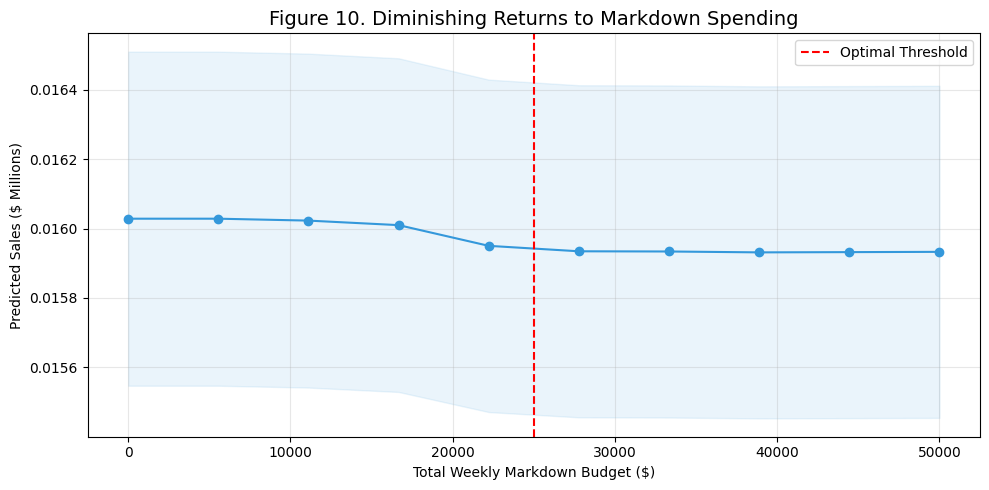 Figure 10. Diminishing Returns to Markdown Spending
Optimal Threshold
Predicted Sales ($ Millions)
0.0164
0.0162
0.0160
0.0158
0.0156
0 10000 20000 30000 40000 50000
Total Weekly Markdown Budget ($)